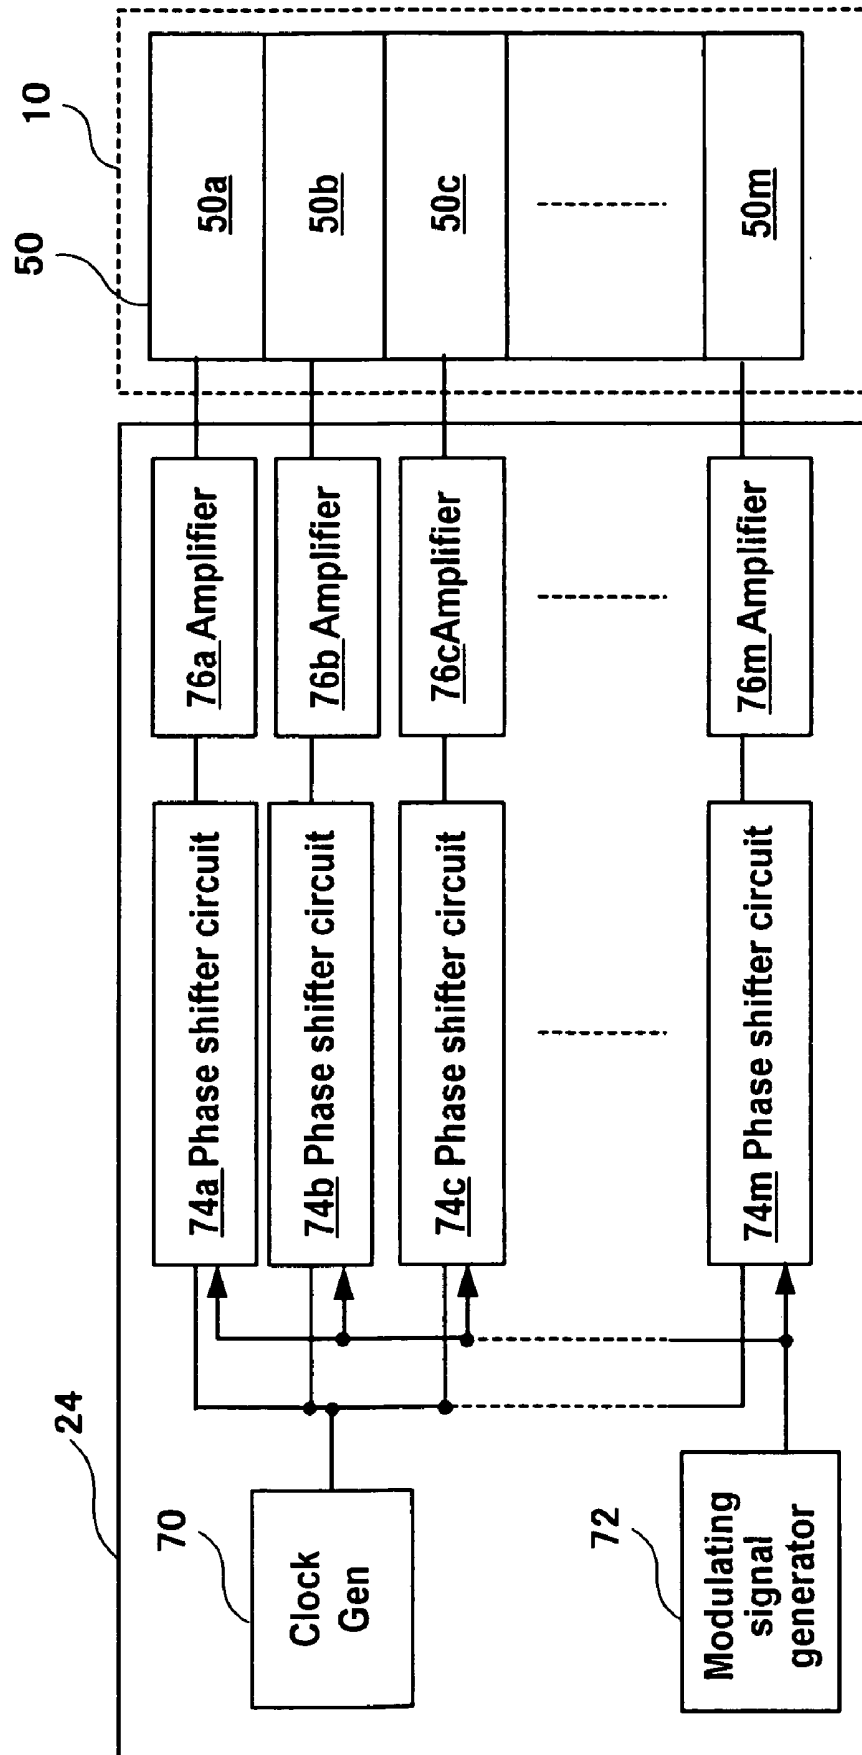 24
10
50
70
Clock
Gen
72
Modulating
signal
generator
74a Phase shifter circuit
76a Amplifier
50a
74b Phase shifter circuit
76b Amplifier
50b
74c Phase shifter circuit
76cAmplifier
50c
74m Phase shifter circuit
76m Amplifier
50m